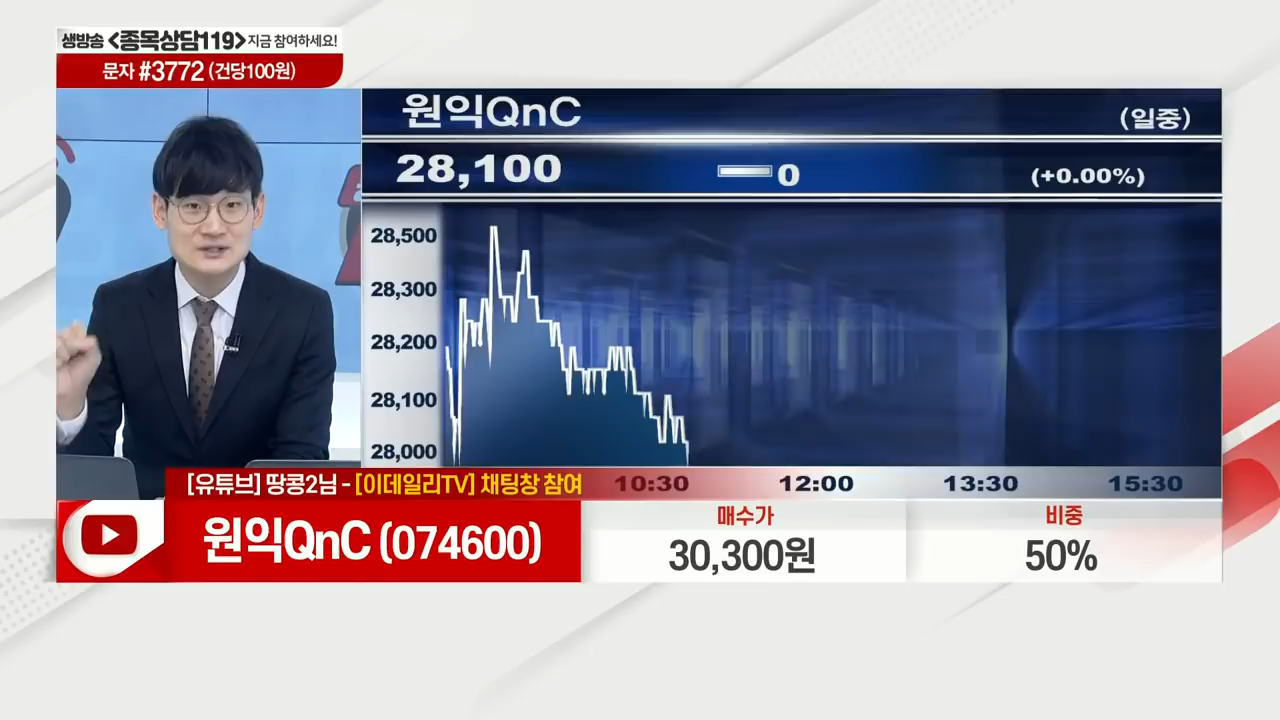 생방송 <종목상담119> 지금 참여하세요!
문자 #3772 (건당100원)
원익QnC
(일중)
28,100
0
(+0.00%)
28,500
28,300
28,200
28,100
28,000
10:30
12:00
13:30
15:30
[유튜브] 땅콩2님 - [이데일리TV] 채팅창 참여
원익QnC (074600)
매수가
30,300원
비중
50%